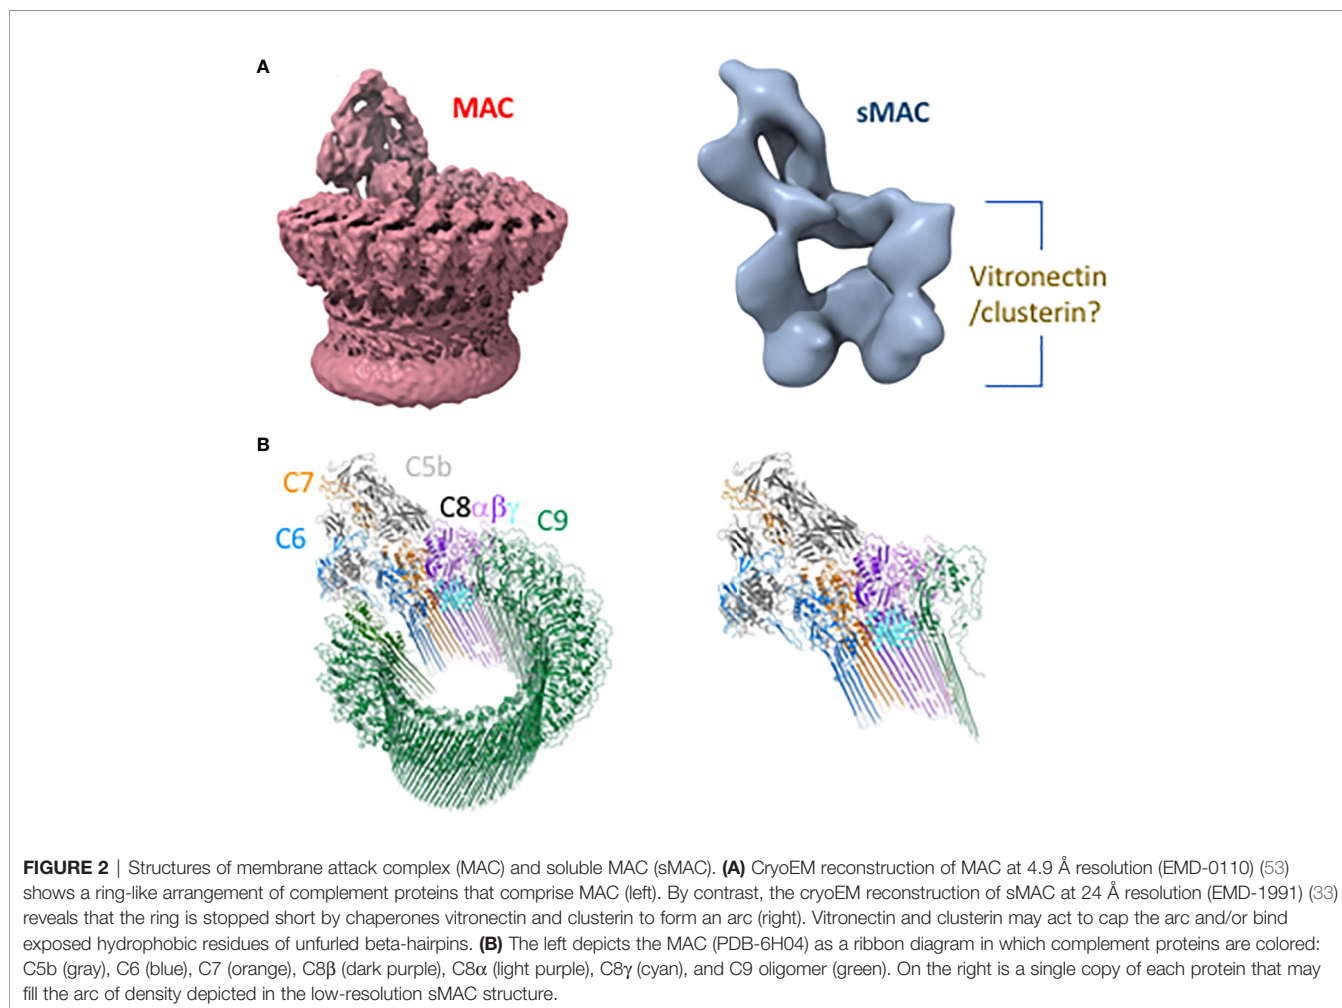 A
MAC
sMAC
Vitronectin
/clusterin?
B
C7
C5b
C8αβγ
C9
C6
FIGURE 2 | Structures of membrane attack complex (MAC) and soluble MAC (sMAC). (A) CryoEM reconstruction of MAC at 4.9 Å resolution (EMD-0110) (53)
shows a ring-like arrangement of complement proteins that comprise MAC (left). By contrast, the cryoEM reconstruction of sMAC at 24 Å resolution (EMD-1991) (33)
reveals that the ring is stopped short by chaperones vitronectin and clusterin to form an arc (right). Vitronectin and clusterin may act to cap the arc and/or bind
exposed hydrophobic residues of unfurled beta-hairpins. (B) The left depicts the MAC (PDB-6H04) as a ribbon diagram in which complement proteins are colored:
C5b (gray), C6 (blue), C7 (orange), C8β (dark purple), C8α (light purple), C8γ (cyan), and C9 oligomer (green). On the right is a single copy of each protein that may
fill the arc of density depicted in the low-resolution sMAC structure.